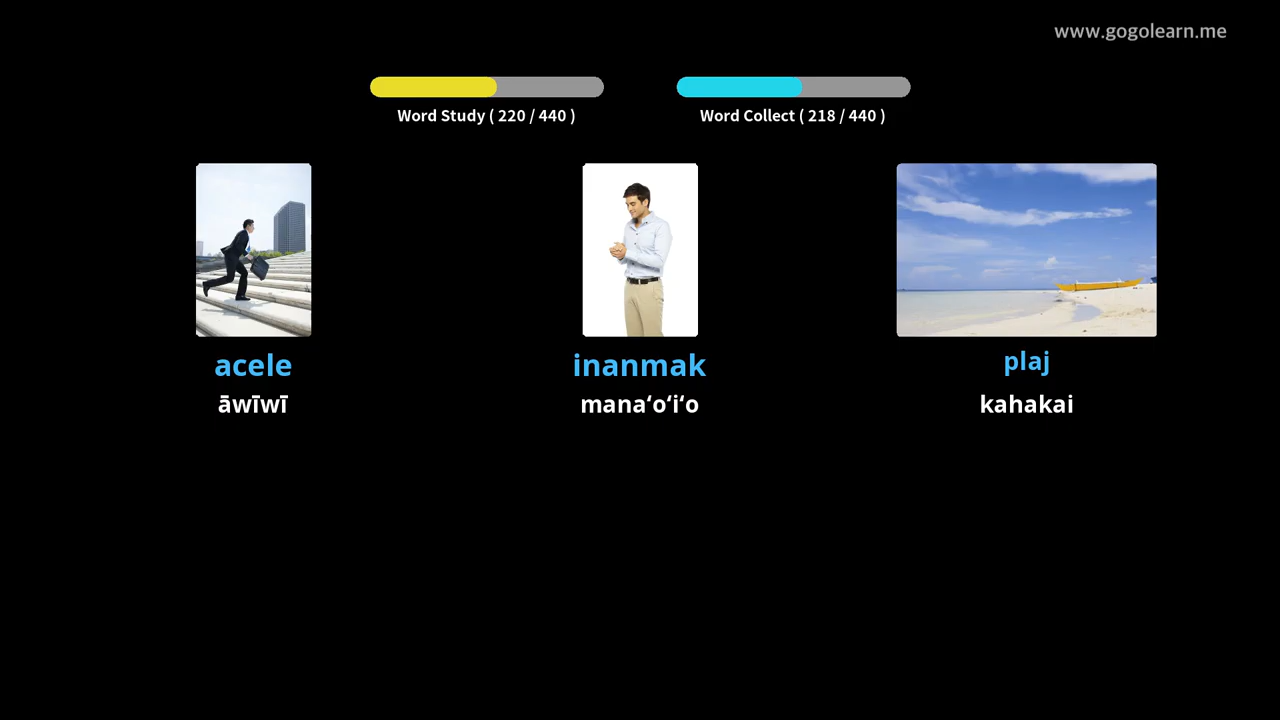 www.gogolearn.me
Word Study ( 220 / 440 )
Word Collect ( 218 / 440 )
acele
inanmak
plaj
āwīwī
manaʻoʻiʻo
kahakai